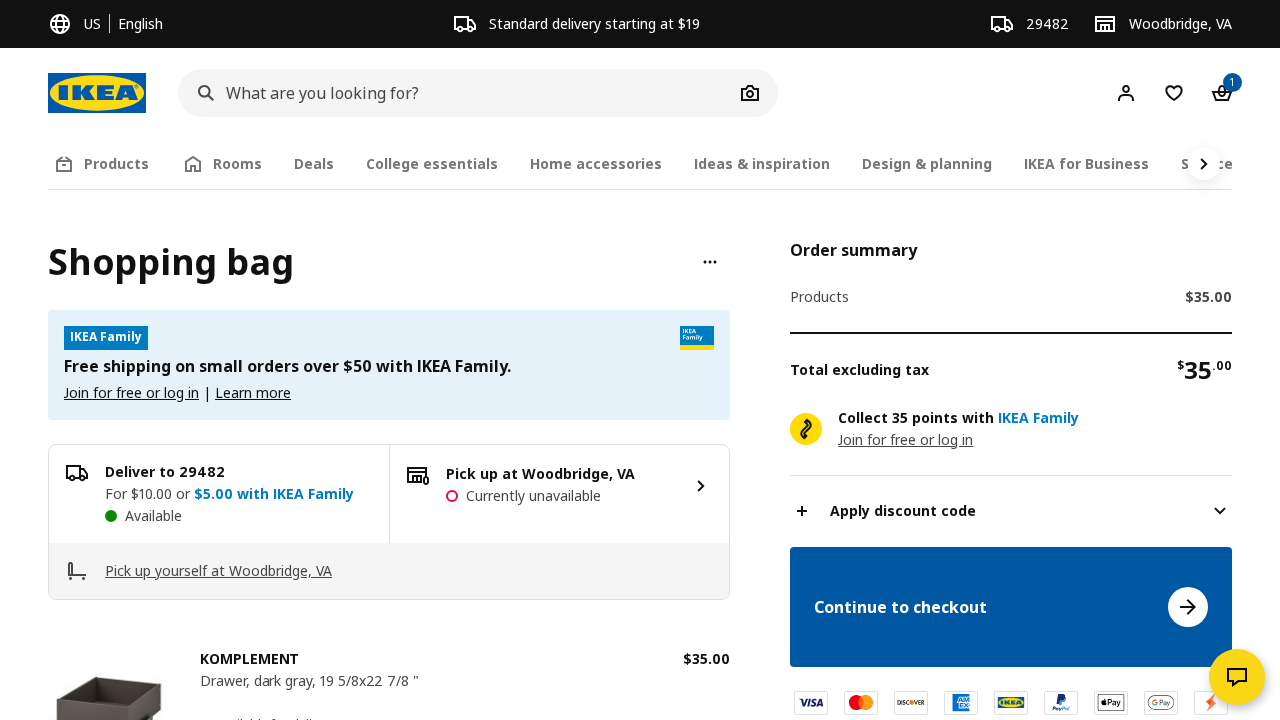 US | English
Standard delivery starting at $19
29482
Woodbridge, VA
IKEA
What are you looking for?
1
Products
Rooms
Deals
College essentials
Home accessories
Ideas & inspiration
Design & planning
IKEA for Business
Shopping bag
IKEA Family
IKEA Family
Free shipping on small orders over $50 with IKEA Family.
Join for free or log in | Learn more
Deliver to 29482
For $10.00 or $5.00 with IKEA Family
Available
Pick up at Woodbridge, VA
Currently unavailable
Pick up yourself at Woodbridge, VA
KOMPLEMENT
$35.00
Drawer, dark gray, 19 5/8x22 7/8 "
Order summary
Products
$35.00
Total excluding tax
$35.00
Collect 35 points with IKEA Family
Join for free or log in
Apply discount code
Continue to checkout
VISA
mastercard
DISCOVER
AMEX
IKEA
PayPal
Apple Pay
G Pay